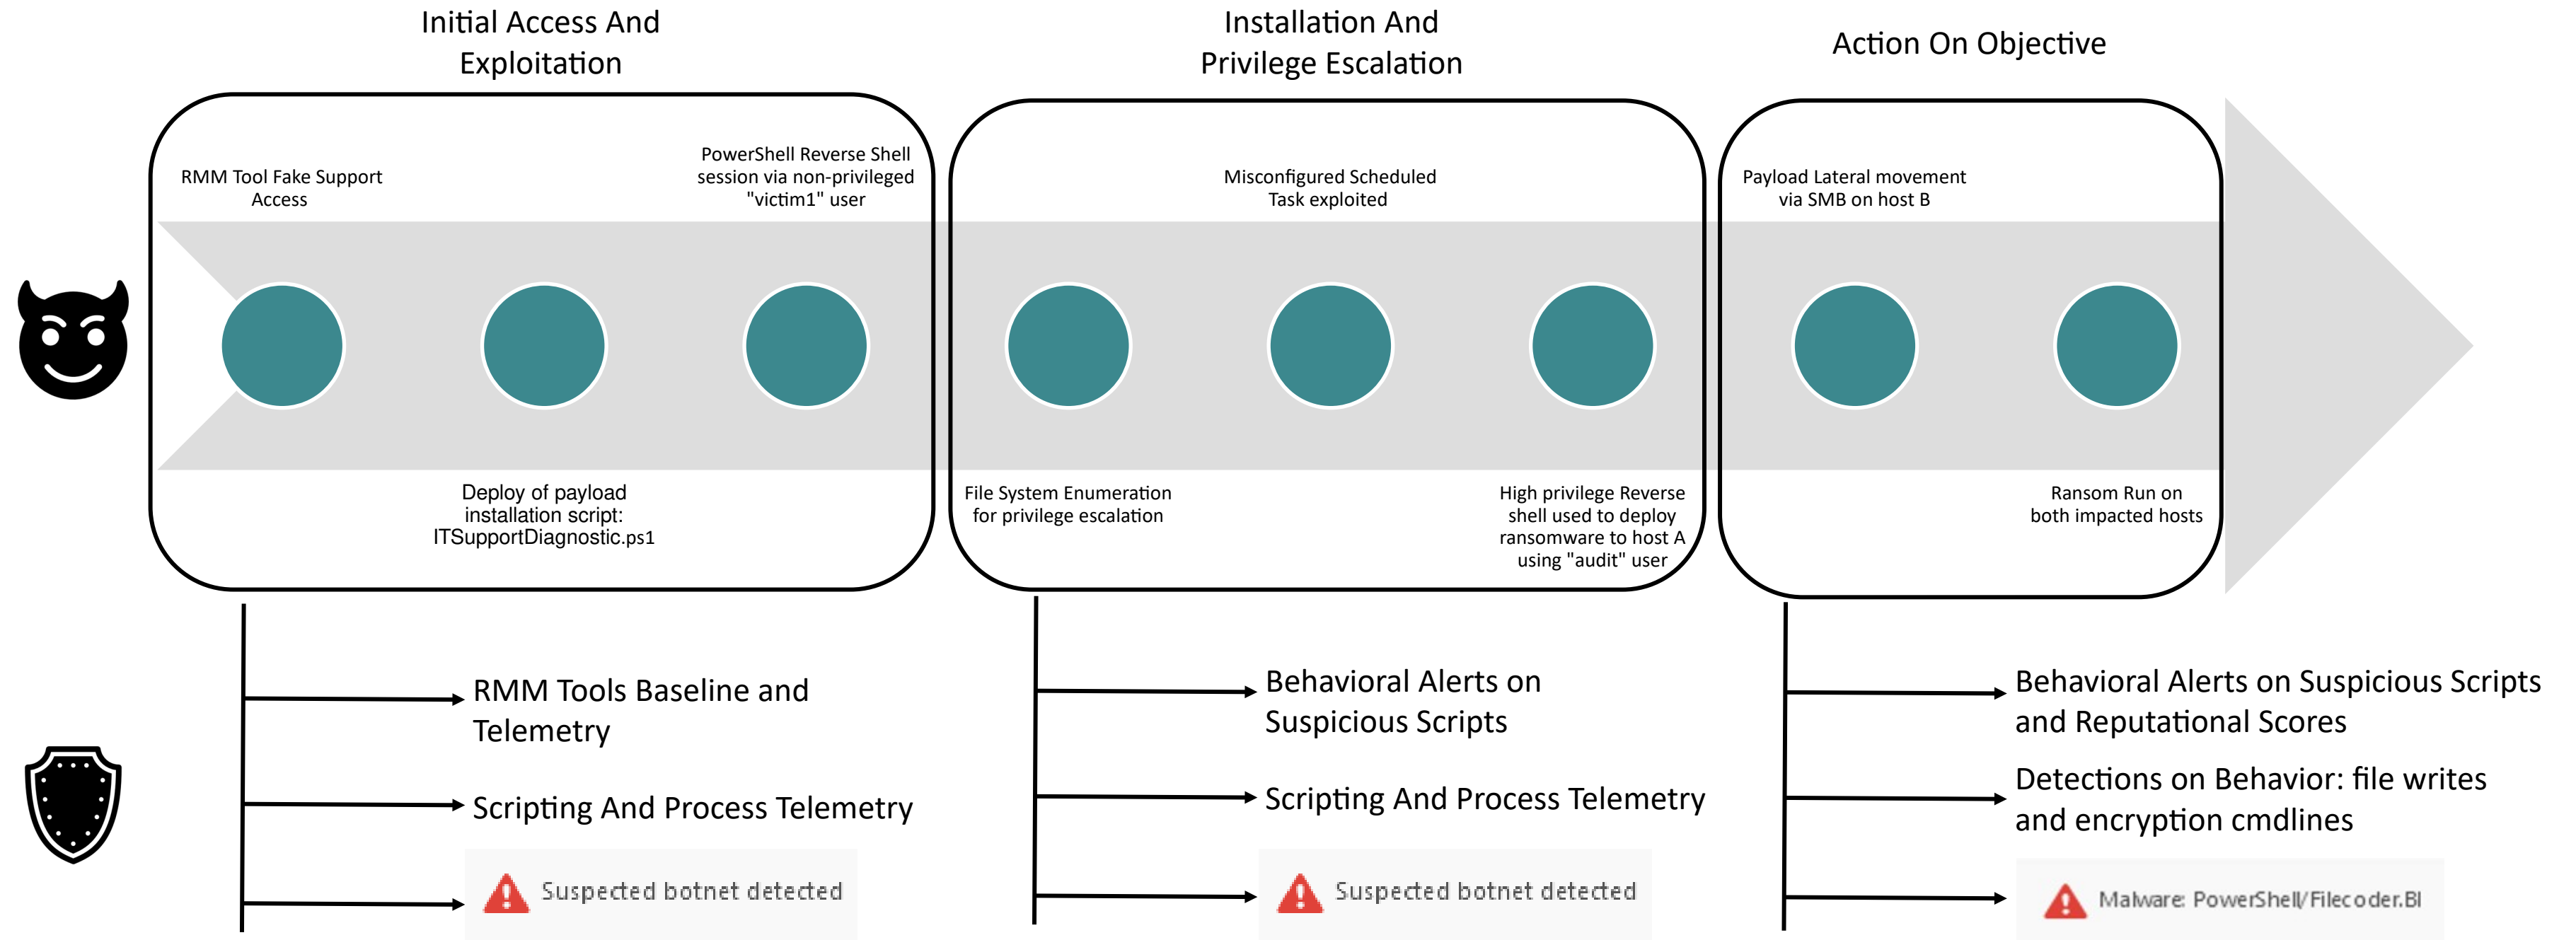 Initial Access And
Exploitation
Installation And
Privilege Escalation
Action On Objective
RMM Tool Fake Support
Access
PowerShell Reverse Shell
session via non-privileged
"victim1" user
Misconfigured Scheduled
Task exploited
Payload Lateral movement
via SMB on host B
Deploy of payload
installation script:
ITSupportDiagnostic.ps1
File System Enumeration
for privilege escalation
High privilege Reverse
shell used to deploy
ransomware to host A
using "audit" user
Ransom Run on
both impacted hosts
RMM Tools Baseline and
Telemetry
Scripting And Process Telemetry
Suspected botnet detected
Behavioral Alerts on
Suspicious Scripts
Scripting And Process Telemetry
Suspected botnet detected
Behavioral Alerts on Suspicious Scripts
and Reputational Scores
Detections on Behavior: file writes
and encryption cmdlines
Malware: PowerShell/Filecoder.BI